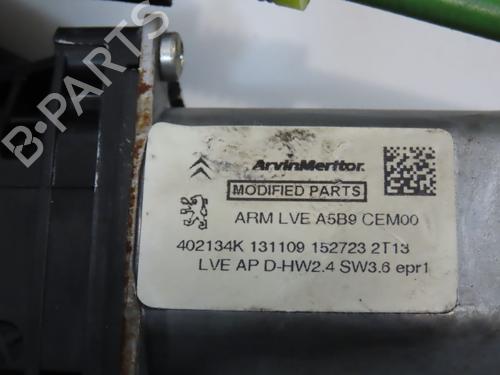 B-PARTS
ArvinMeritor.
MODIFIED PARTS
ARM LVE A5B9 CEM00
402134K 131109 152723 2T13
LVE AP D-HW2.4 SW3.6 epr1